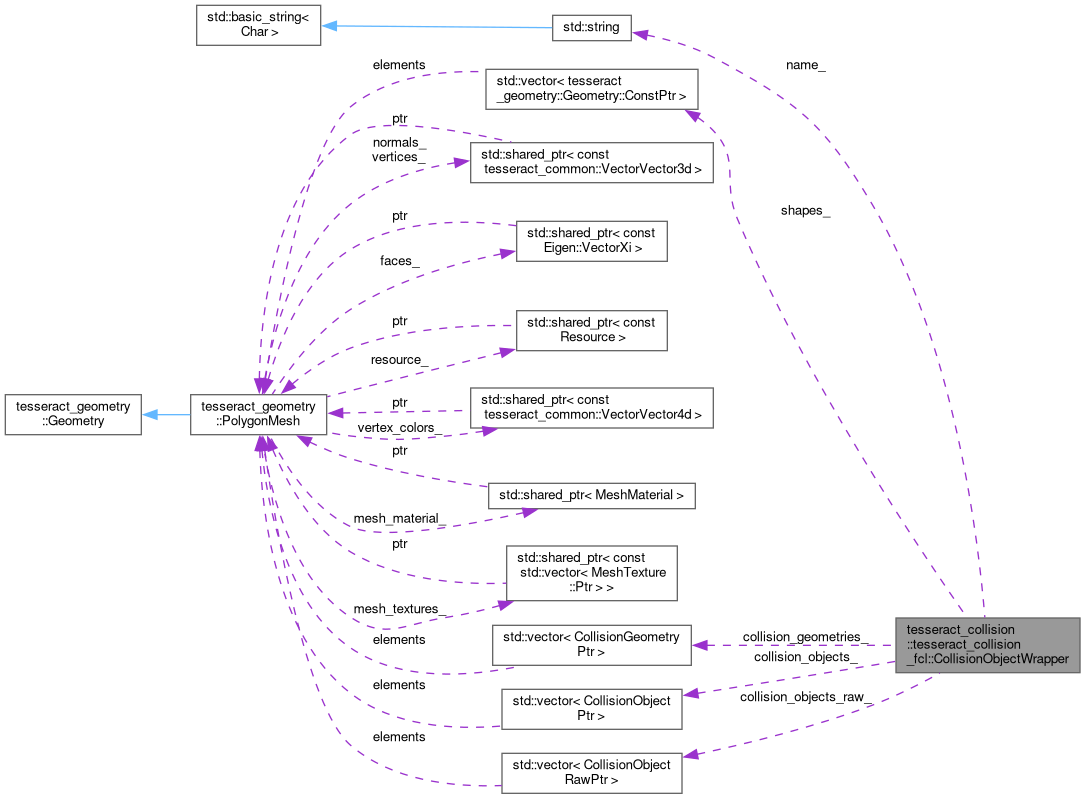 std::basic_string<
Char >
std::string
name_
elements
std::vector< tesseract
_geometry::Geometry::ConstPtr >
ptr
normals_
vertices_
std::shared_ptr< const
tesseract_common::VectorVector3d >
shapes_
ptr
std::shared_ptr< const
Eigen::VectorXi >
faces_
ptr
std::shared_ptr< const
Resource >
resource_
tesseract_geometry
::Geometry
tesseract_geometry
::PolygonMesh
ptr
std::shared_ptr< const
tesseract_common::VectorVector4d >
vertex_colors_
ptr
std::shared_ptr< MeshMaterial >
mesh_material_
ptr
std::shared_ptr< const
std::vector< MeshTexture
::Ptr > >
mesh_textures_
elements
std::vector< CollisionGeometry
Ptr >
collision_geometries_
tesseract_collision
::tesseract_collision
_fcl::CollisionObjectWrapper
collision_objects_
elements
std::vector< CollisionObject
Ptr >
collision_objects_raw_
elements
std::vector< CollisionObject
RawPtr >